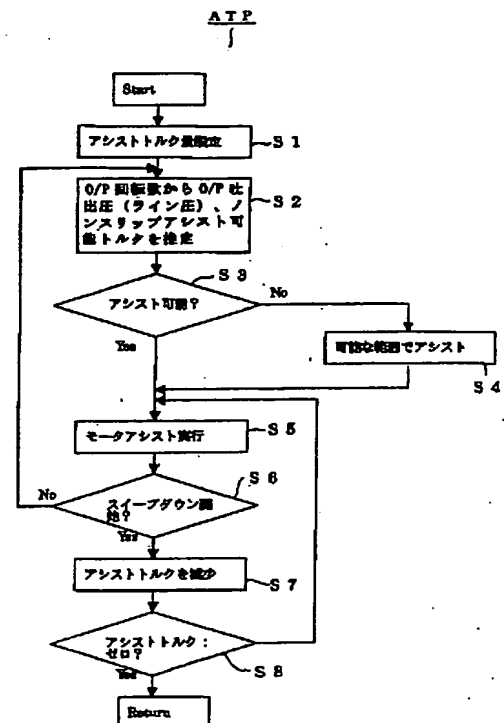 ATP
Start
アシストトルク量設定
S1
O/P回転数からO/P吐
出圧(ライン圧)、ノ
ンスリップアシスト可
能トルクを推定
S2
S3
アシスト可能?
No
Yes
可能な範囲でアシスト
S4
モータアシスト実行
S5
S6
No
スイープダウン開
始?
Yes
アシストトルクを減少
S7
アシストトルク:
ゼロ?
S8
Yes
Return